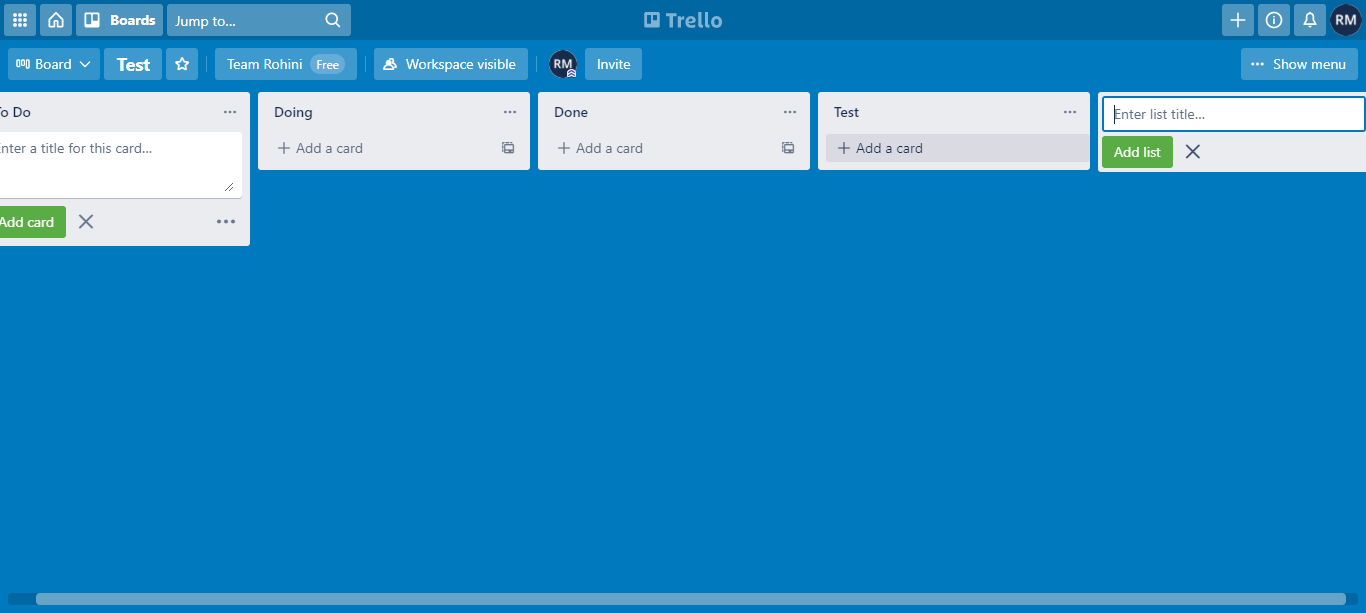 Boards
Jump to...
Trello
RM
Board
Test
Team Rohini Free
Workspace visible
RM
Invite
Show menu
o Do
nter a title for this card...
Add card
Doing
Add a card
Done
Add a card
Test
Add a card
Enter list title...
Add list